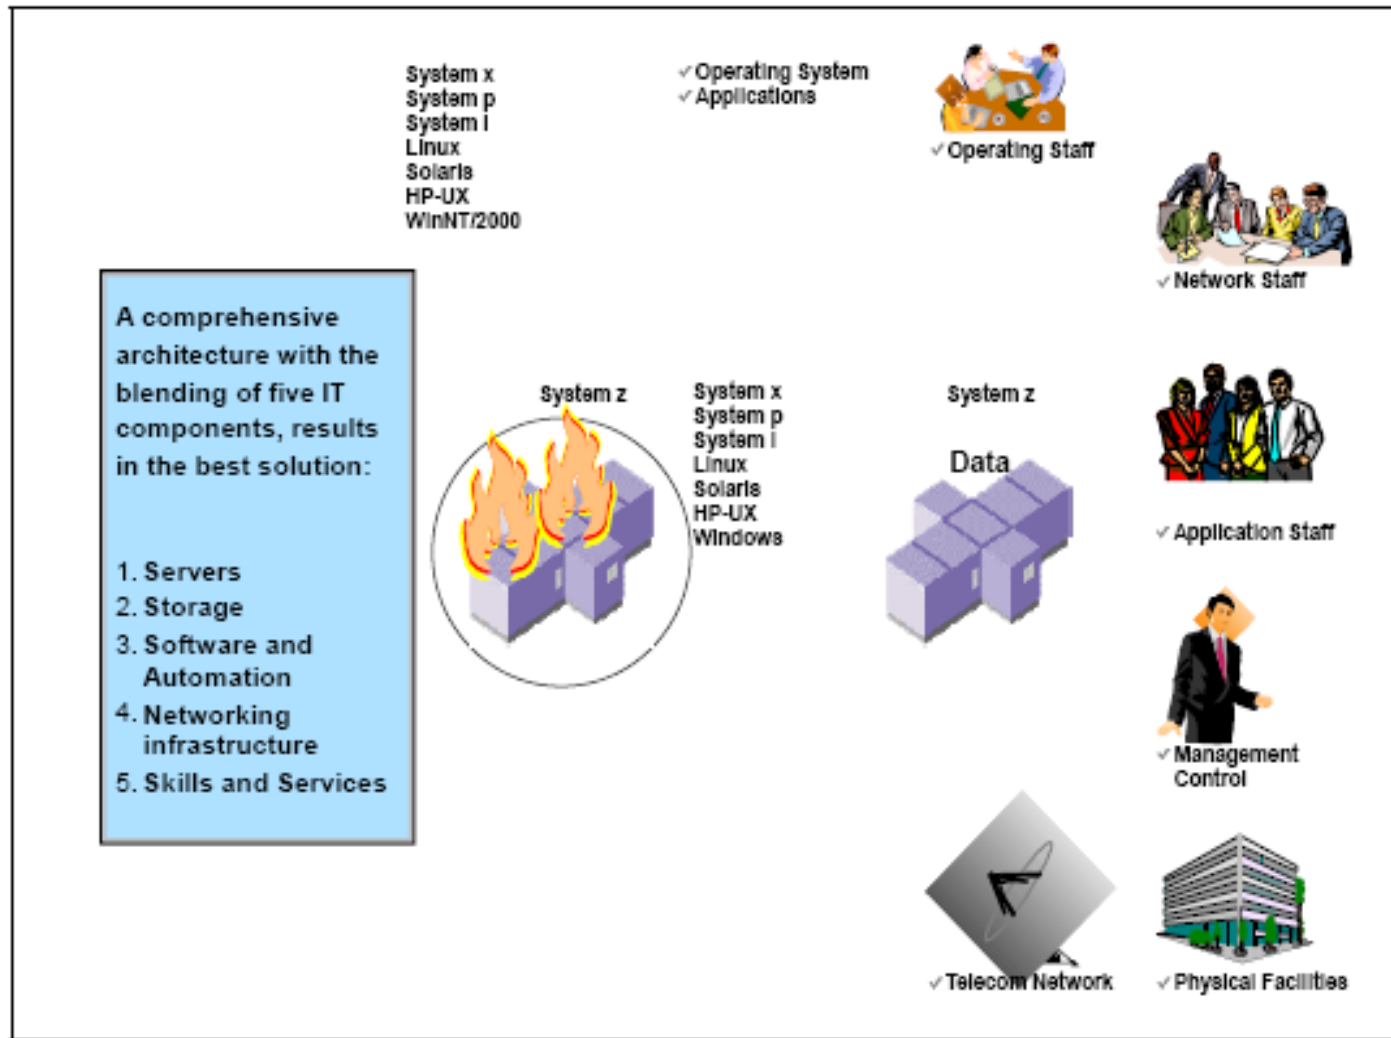 System x
System p
System i
Linux
Solaris
HP-UX
WinNT/2000
✓ Operating System
✓ Applications
✓ Operating Staff
✓ Network Staff
A comprehensive
architecture with the
blending of five IT
components, results
in the best solution:
1. Servers
2. Storage
3. Software and
Automation
4. Networking
infrastructure
5. Skills and Services
System z
System x
System p
System i
Linux
Solaris
HP-UX
Windows
System z
Data
✓ Application Staff
✓ Management
Control
✓ Telecom Network
✓ Physical Facilities